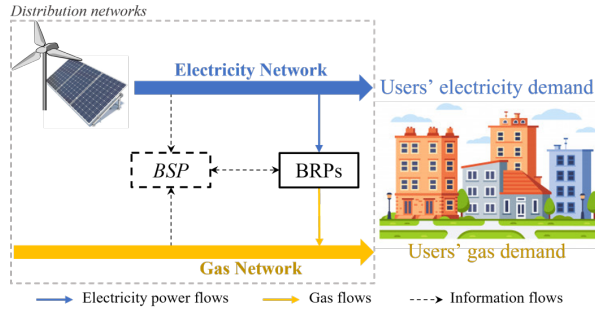 Distribution networks
Electricity Network
Users' electricity demand
BSP
BRPs
Gas Network
Users' gas demand
Electricity power flows
Gas flows
Information flows